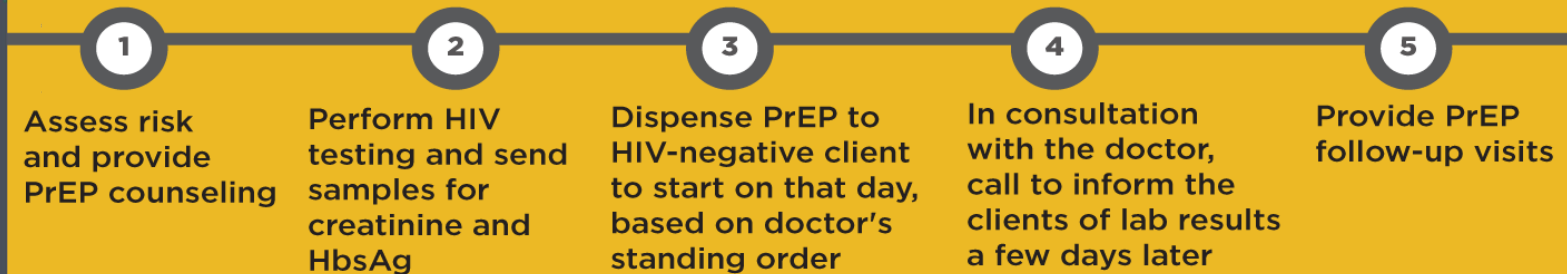 1
Assess risk
and provide
PrEP counseling
2
Perform HIV
testing and send
samples for
creatinine and
HbsAg
3
Dispense PrEP to
HIV-negative client
to start on that day,
based on doctor's
standing order
4
In consultation
with the doctor,
call to inform the
clients of lab results
a few days later
5
Provide PrEP
follow-up visits